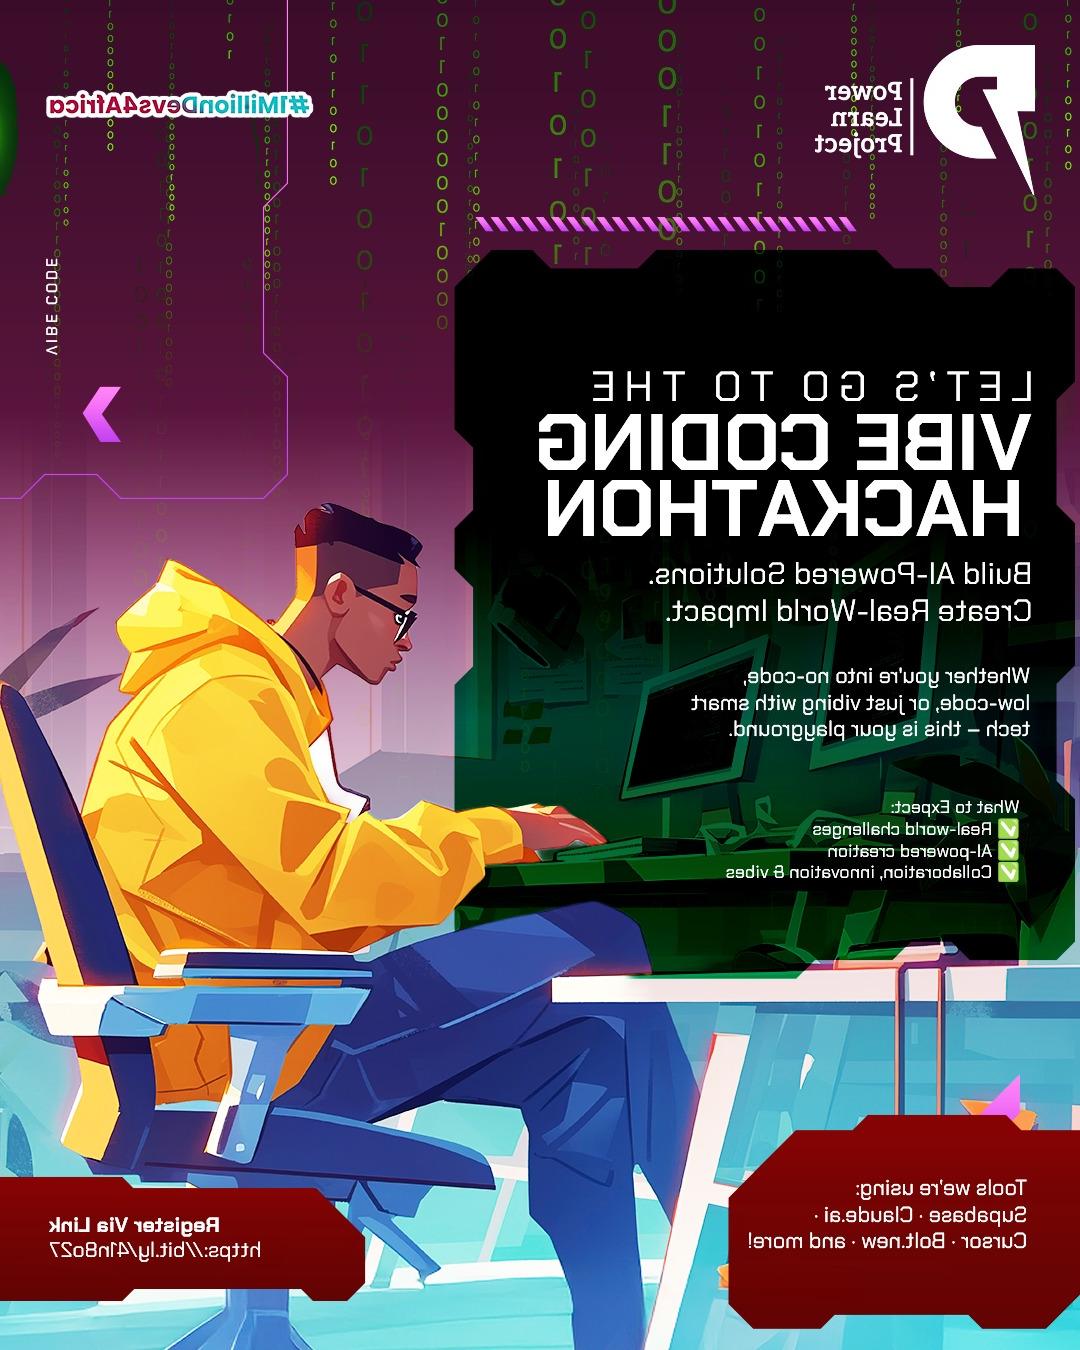 Power
Learn
Project
#1MillionDevs4Africa
VIBE CODE
LET'S GO TO THE
VIBE CODING
HACKATHON
Build AI-Powered Solutions.
Create Real-World Impact.
Whether you're into no-code,
low-code, or just vibing with smart
tech – this is your playground.
What to Expect:
✅ Real-world challenges
✅ AI-powered creation
✅ Collaboration, innovation & vibes
Tools we're using:
Supabase · Claude.ai ·
Cursor · Bolt.new · and more!
Register Via Link
https://bit.ly/41n8o27